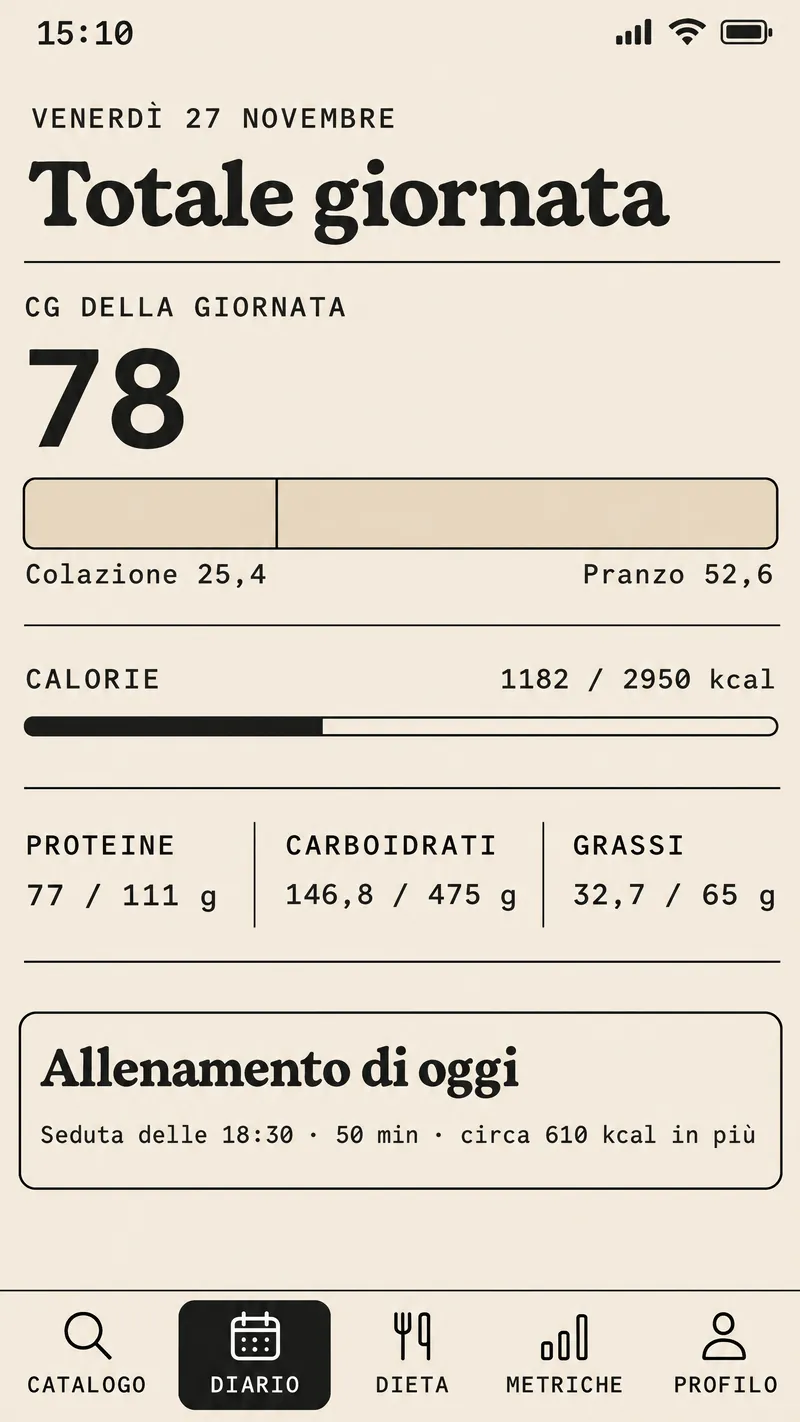 15:10
VENERDÌ 27 NOVEMBRE
Totale giornata
CG DELLA GIORNATA
78
Colazione 25,4
Pranzo 52,6
CALORIE
1182 / 2950 kcal
PROTEINE
77 / 111 g
CARBOIDRATI
146,8 / 475 g
GRASSI
32,7 / 65 g
Allenamento di oggi
Seduta delle 18:30 · 50 min · circa 610 kcal in più
CATALOGO
DIARIO
DIETA
METRICHE
PROFILO